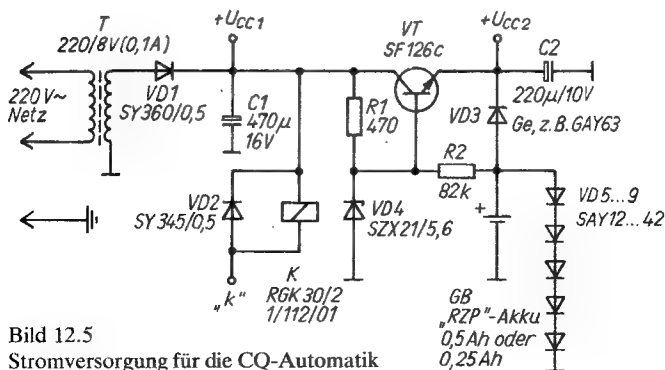 T
220/8V(0,1A)
+UCC1
VT
SF126c
+UCC2
C2
220µ/10V
220V~
Netz
VD1
SY360/0,5
C1
470µ
16V
R1
470
VD3
Ge, z.B. GAY63
R2
82k
VD2
SY345/0,5
VD4
SZX21/5,6
+
VD5...9
SAY12...42
„k“
K
RGK 30/2
1/112/01
GB
„RZP“-Akku
0,5Ah oder
0,25Ah
Bild 12.5
Stromversorgung für die CQ-Automatik